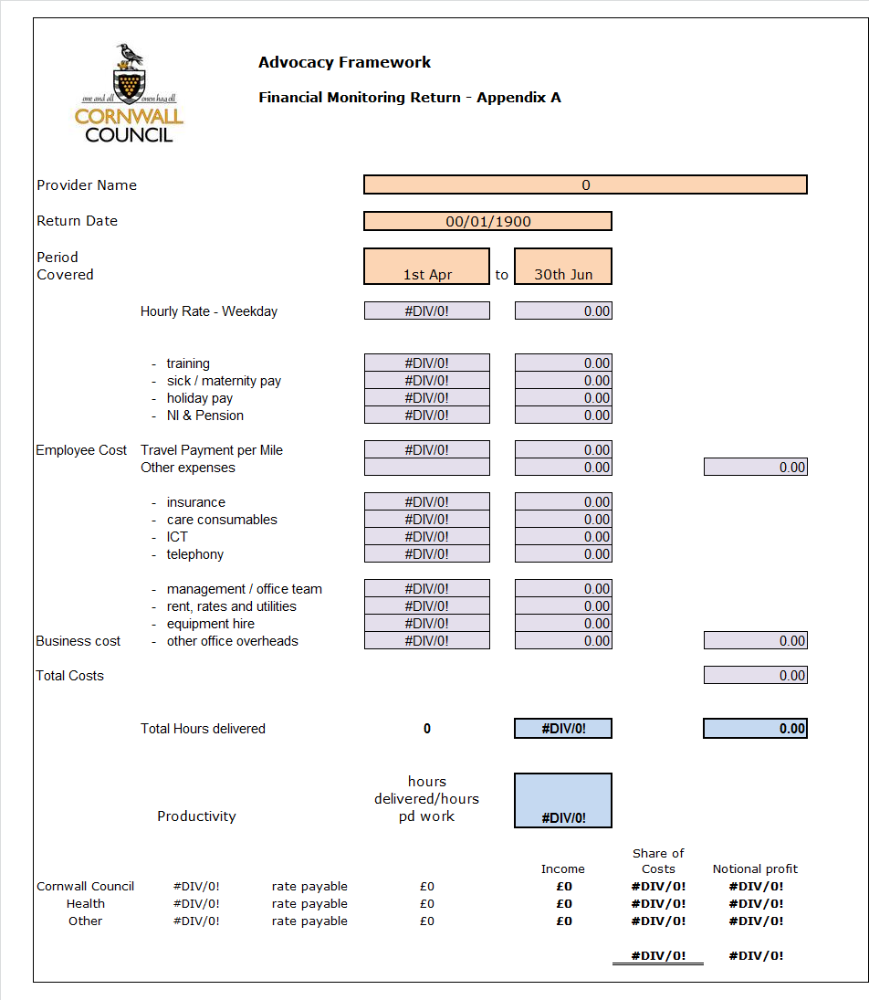 Advocacy Framework
Financial Monitoring Return - Appendix A
one and all onen hag oll
CORNWALL
COUNCIL
Provider Name 0
Return Date 00/01/1900
Period
Covered 1st Apr to 30th Jun
Hourly Rate - Weekday #DIV/0! 0.00
- training #DIV/0! 0.00
- sick / maternity pay #DIV/0! 0.00
- holiday pay #DIV/0! 0.00
- NI & Pension #DIV/0! 0.00
Employee Cost Travel Payment per Mile #DIV/0! 0.00
Other expenses 0.00 0.00
- insurance #DIV/0! 0.00
- care consumables #DIV/0! 0.00
- ICT #DIV/0! 0.00
- telephony #DIV/0! 0.00
- management / office team #DIV/0! 0.00
- rent, rates and utilities #DIV/0! 0.00
- equipment hire #DIV/0! 0.00
Business cost - other office overheads #DIV/0! 0.00 0.00
Total Costs 0.00
Total Hours delivered 0 #DIV/0! 0.00
hours
delivered/hours
Productivity pd work #DIV/0!
Share of
Income Costs Notional profit
Cornwall Council #DIV/0! rate payable £0 £0 #DIV/0! #DIV/0!
Health #DIV/0! rate payable £0 £0 #DIV/0! #DIV/0!
Other #DIV/0! rate payable £0 £0 #DIV/0! #DIV/0!
#DIV/0! #DIV/0!